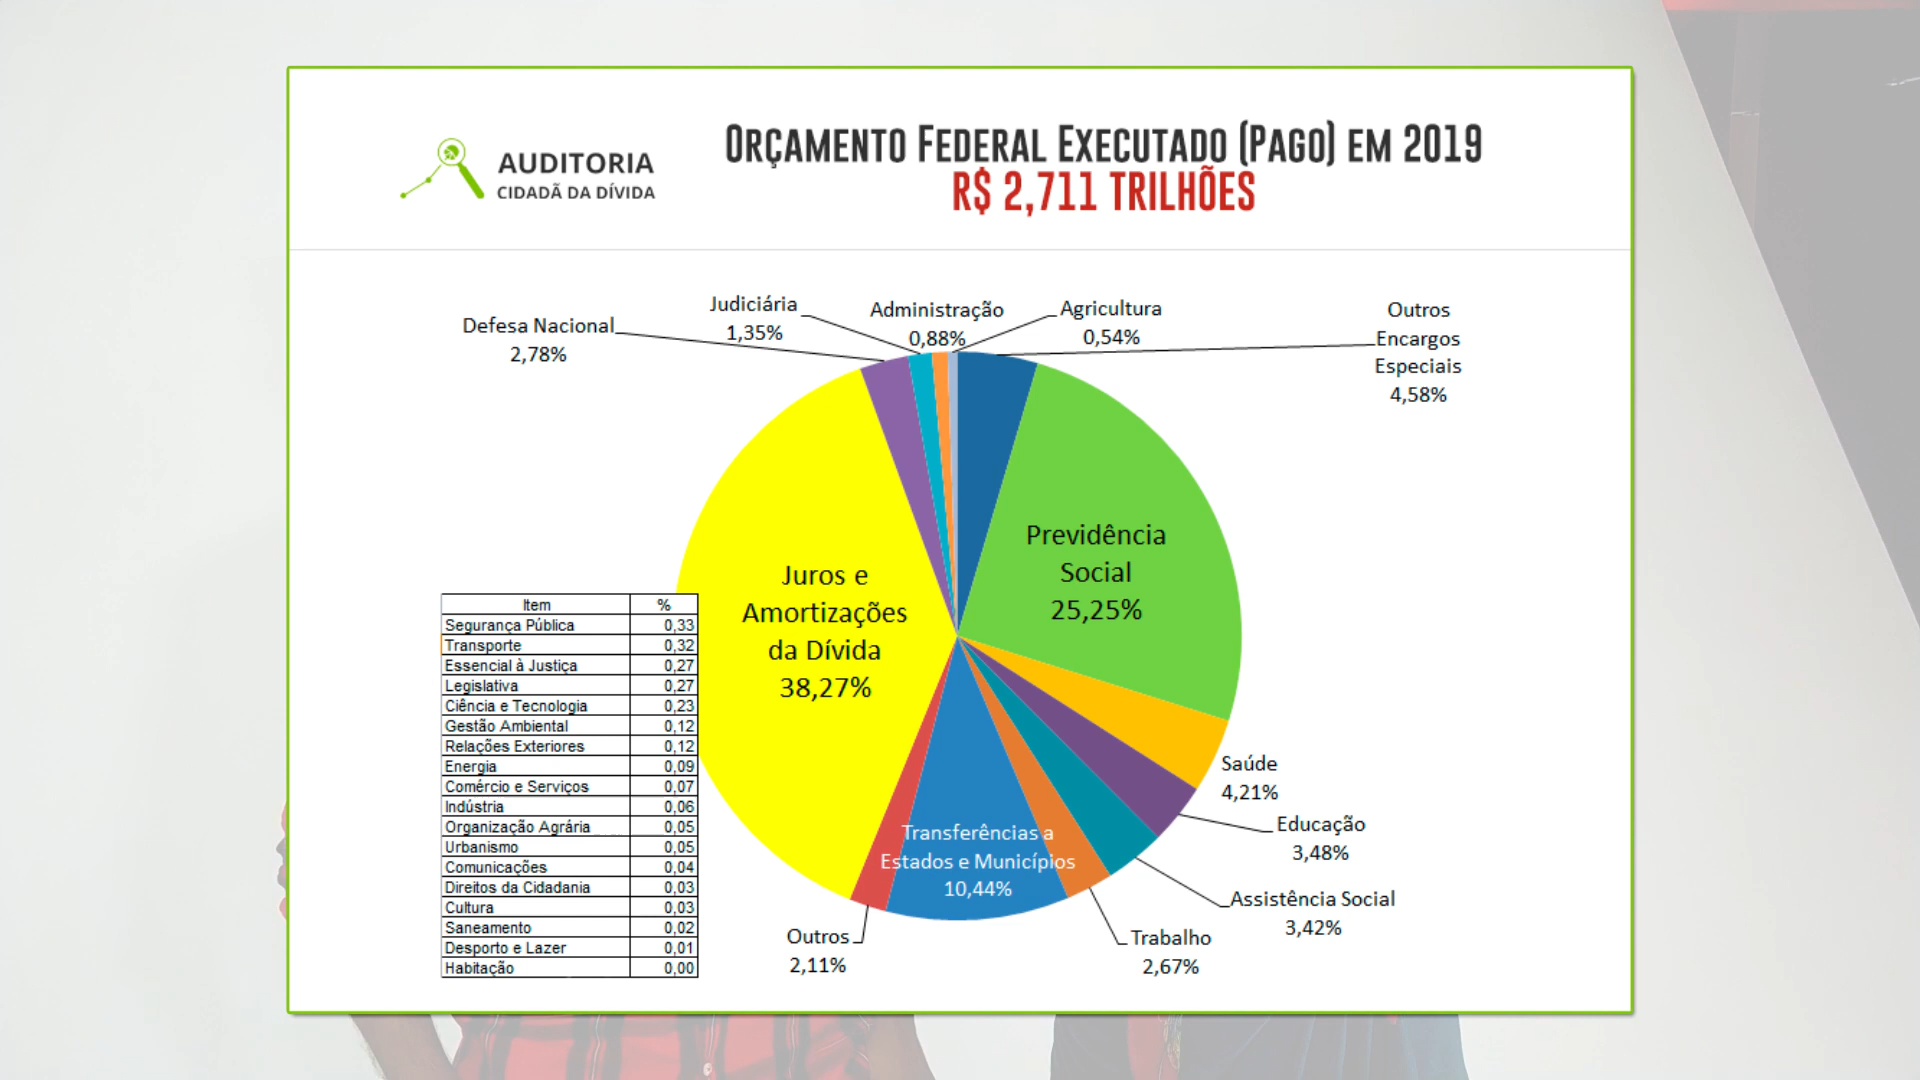 AUDITORIA
CIDADÃ DA DÍVIDA
ORÇAMENTO FEDERAL EXECUTADO (PAGO) EM 2019
R$ 2,711 TRILHÕES
Defesa Nacional
2,78%
Judiciária
1,35%
Administração
0,88%
Agricultura
0,54%
Outros
Encargos
Especiais
4,58%
Previdência
Social
25,25%
Juros e
Amortizações
da Dívida
38,27%
Saúde
4,21%
Educação
3,48%
Assistência Social
3,42%
Trabalho
2,67%
Transferências a
Estados e Municípios
10,44%
Outros
2,11%
Item %
Segurança Pública 0,33
Transporte 0,32
Essencial à Justiça 0,27
Legislativa 0,27
Ciência e Tecnologia 0,23
Gestão Ambiental 0,12
Relações Exteriores 0,12
Energia 0,09
Comércio e Serviços 0,07
Indústria 0,06
Organização Agrária 0,05
Urbanismo 0,05
Comunicações 0,04
Direitos da Cidadania 0,03
Cultura 0,03
Saneamento 0,02
Desporto e Lazer 0,01
Habitação 0,00